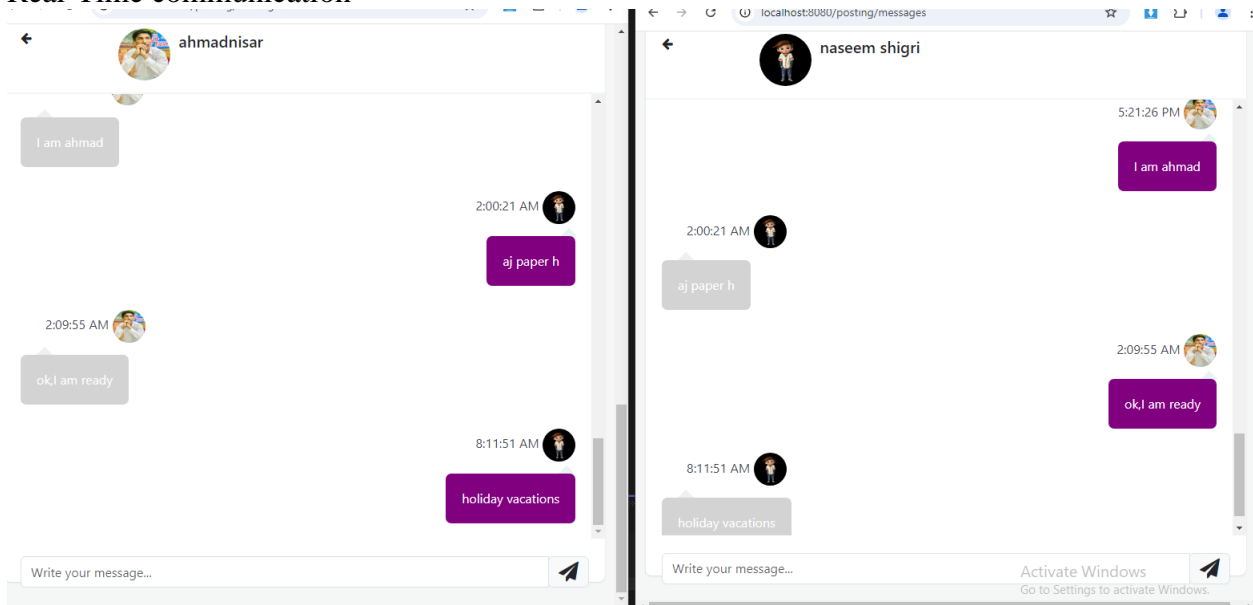 Real-Time communication
localhost:8080/posting/messages
ahmadnisar
I am ahmad
2:00:21 AM
aj paper h
2:09:55 AM
ok,I am ready
8:11:51 AM
holiday vacations
Write your message...
naseem shigri
5:21:26 PM
I am ahmad
2:00:21 AM
aj paper h
2:09:55 AM
ok,I am ready
8:11:51 AM
holiday vacations
Write your message...
Activate Windows
Go to Settings to activate Windows.